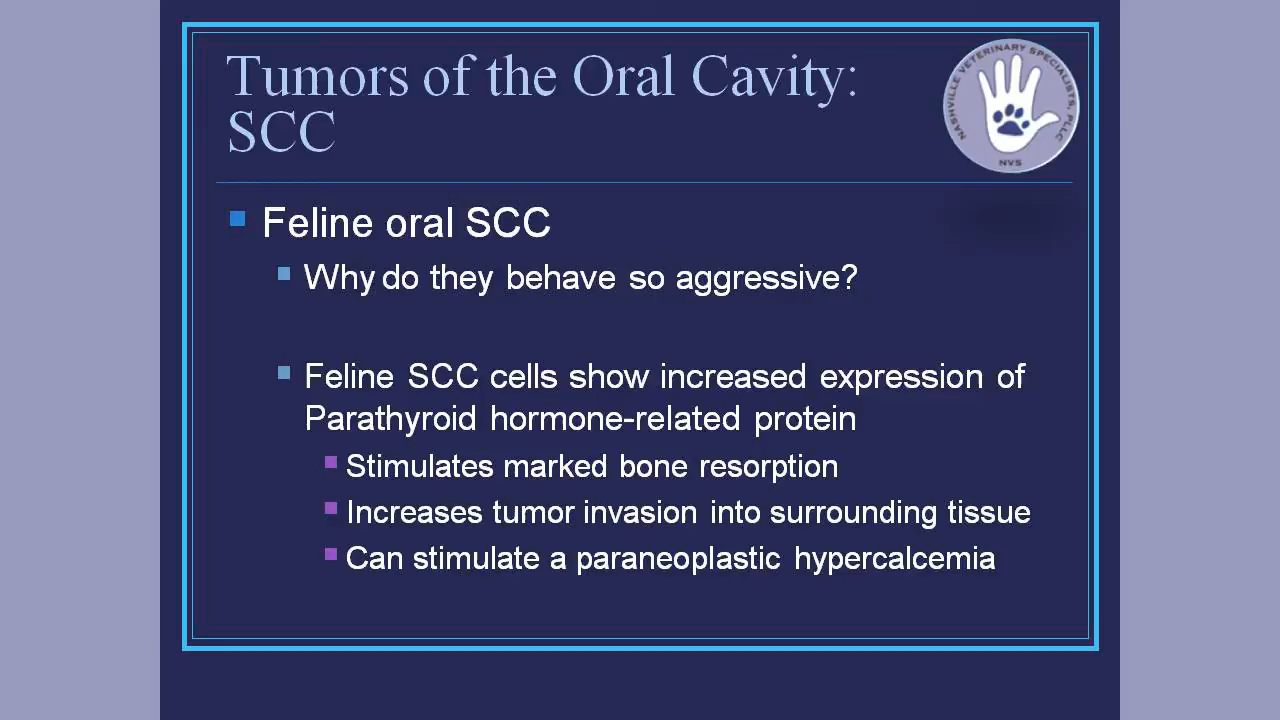 Tumors of the Oral Cavity:
SCC
NASHVILLE VETERINARY SPECIALISTS, PLLC
NVS
Feline oral SCC
Why do they behave so aggressive?
Feline SCC cells show increased expression of
Parathyroid hormone-related protein
Stimulates marked bone resorption
Increases tumor invasion into surrounding tissue
Can stimulate a paraneoplastic hypercalcemia